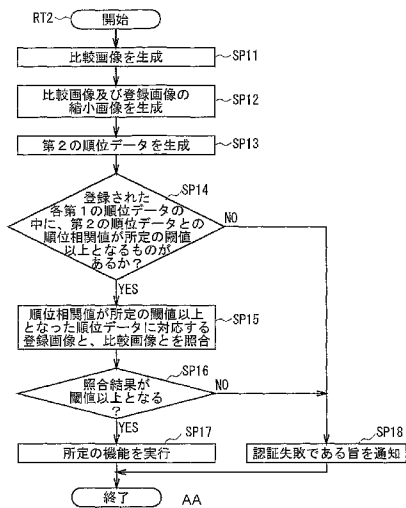 RT2
開始
比較画像を生成
SP11
比較画像及び登録画像の
縮小画像を生成
SP12
第2の順位データを生成
SP13
SP14
登録された
各第1の順位データの
中に、第2の順位データとの
順位相関値が所定の閾値
以上となるものが
あるか?
NO
YES
順位相関値が所定の閾値以上
となった順位データに対応する
登録画像と、比較画像とを照合
SP15
SP16
照合結果が
閾値以上となる
?
NO
YES
SP17
所定の機能を実行
SP18
認証失敗である旨を通知
終了
AA